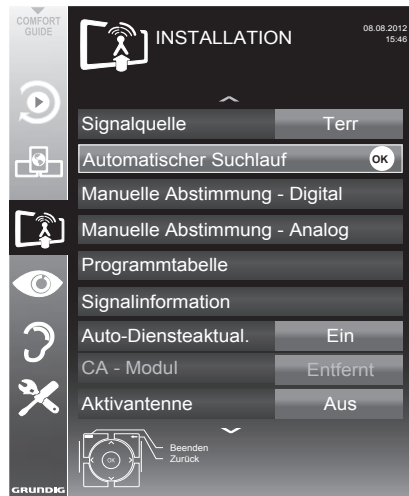 COMFORT
GUIDE
INSTALLATION
08.08.2012
15:46
Signalquelle Terr
Automatischer Suchlauf OK
Manuelle Abstimmung - Digital
Manuelle Abstimmung - Analog
Programmtabelle
Signalinformation
Auto-Diensteaktual. Ein
CA - Modul Entfernt
Aktivantenne Aus
OK
Beenden
Zurück
GRUNDIG